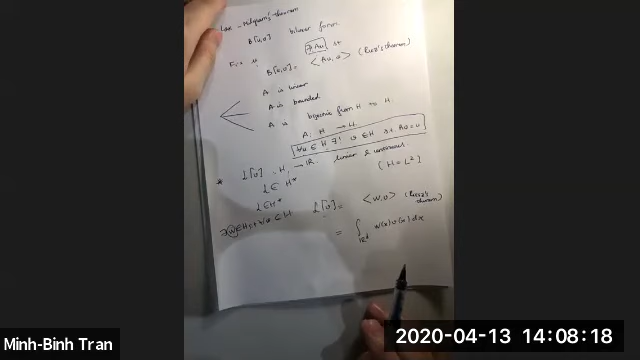 Lax-Milgram's theorem
B[u,v] bilinear form
Fix u
∃ Au st
B[u,v] = <Au, v> (Riesz's theorem)
A is linear
A is bounded
A is bijective from H to H.
A: H → H
* L[v] : H → ℝ linear & continuous
L ∈ H*
[H = L²]
L ∈ H*
∃ w ∈ H st ∀ v ∈ H L[v] = <w, v> (Riesz's theorem)
= ∫ w(x) v(x) dx
Minh-Binh Tran
2020-04-13 14:08:18